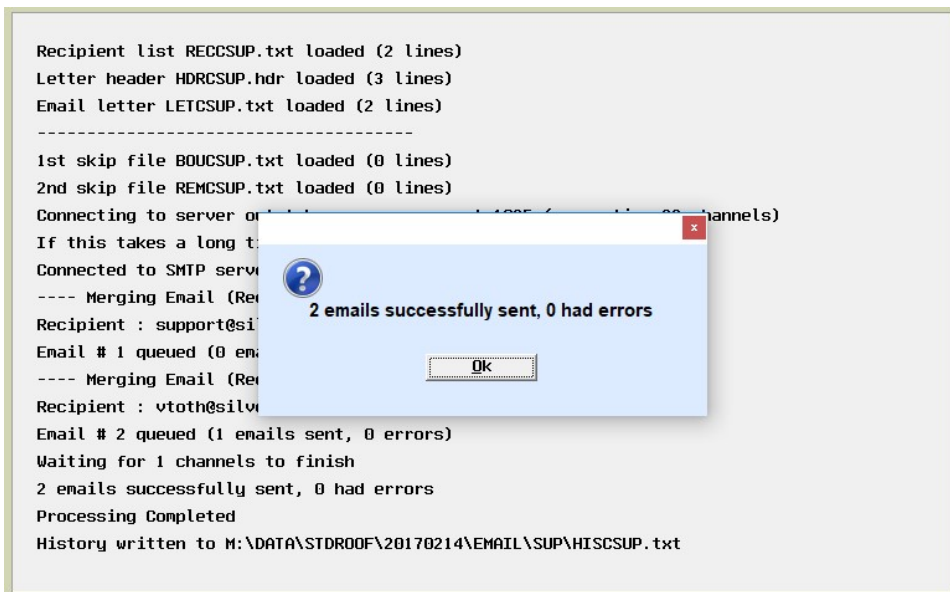 Recipient list RECCSUP.txt loaded (2 lines)
Letter header HDRCSUP.hdr loaded (3 lines)
Email letter LETCSUP.txt loaded (2 lines)
--------------------------------------
1st skip file BOUCSUP.txt loaded (0 lines)
2nd skip file REMCSUP.txt loaded (0 lines)
Connecting to server
If this takes a long
Connected to SMTP
---- Merging Email
Recipient :
Email # 1 queued (0
---- Merging Email
Recipient :
Email # 2 queued (1 emails sent, 0 errors)
Waiting for 1 channels to finish
2 emails successfully sent, 0 had errors
Processing Completed
History written to M:\DATA\STDROOF\20170214\EMAIL\SUP\HISCSUP.txt
x
?
2 emails successfully sent, 0 had errors
Ok